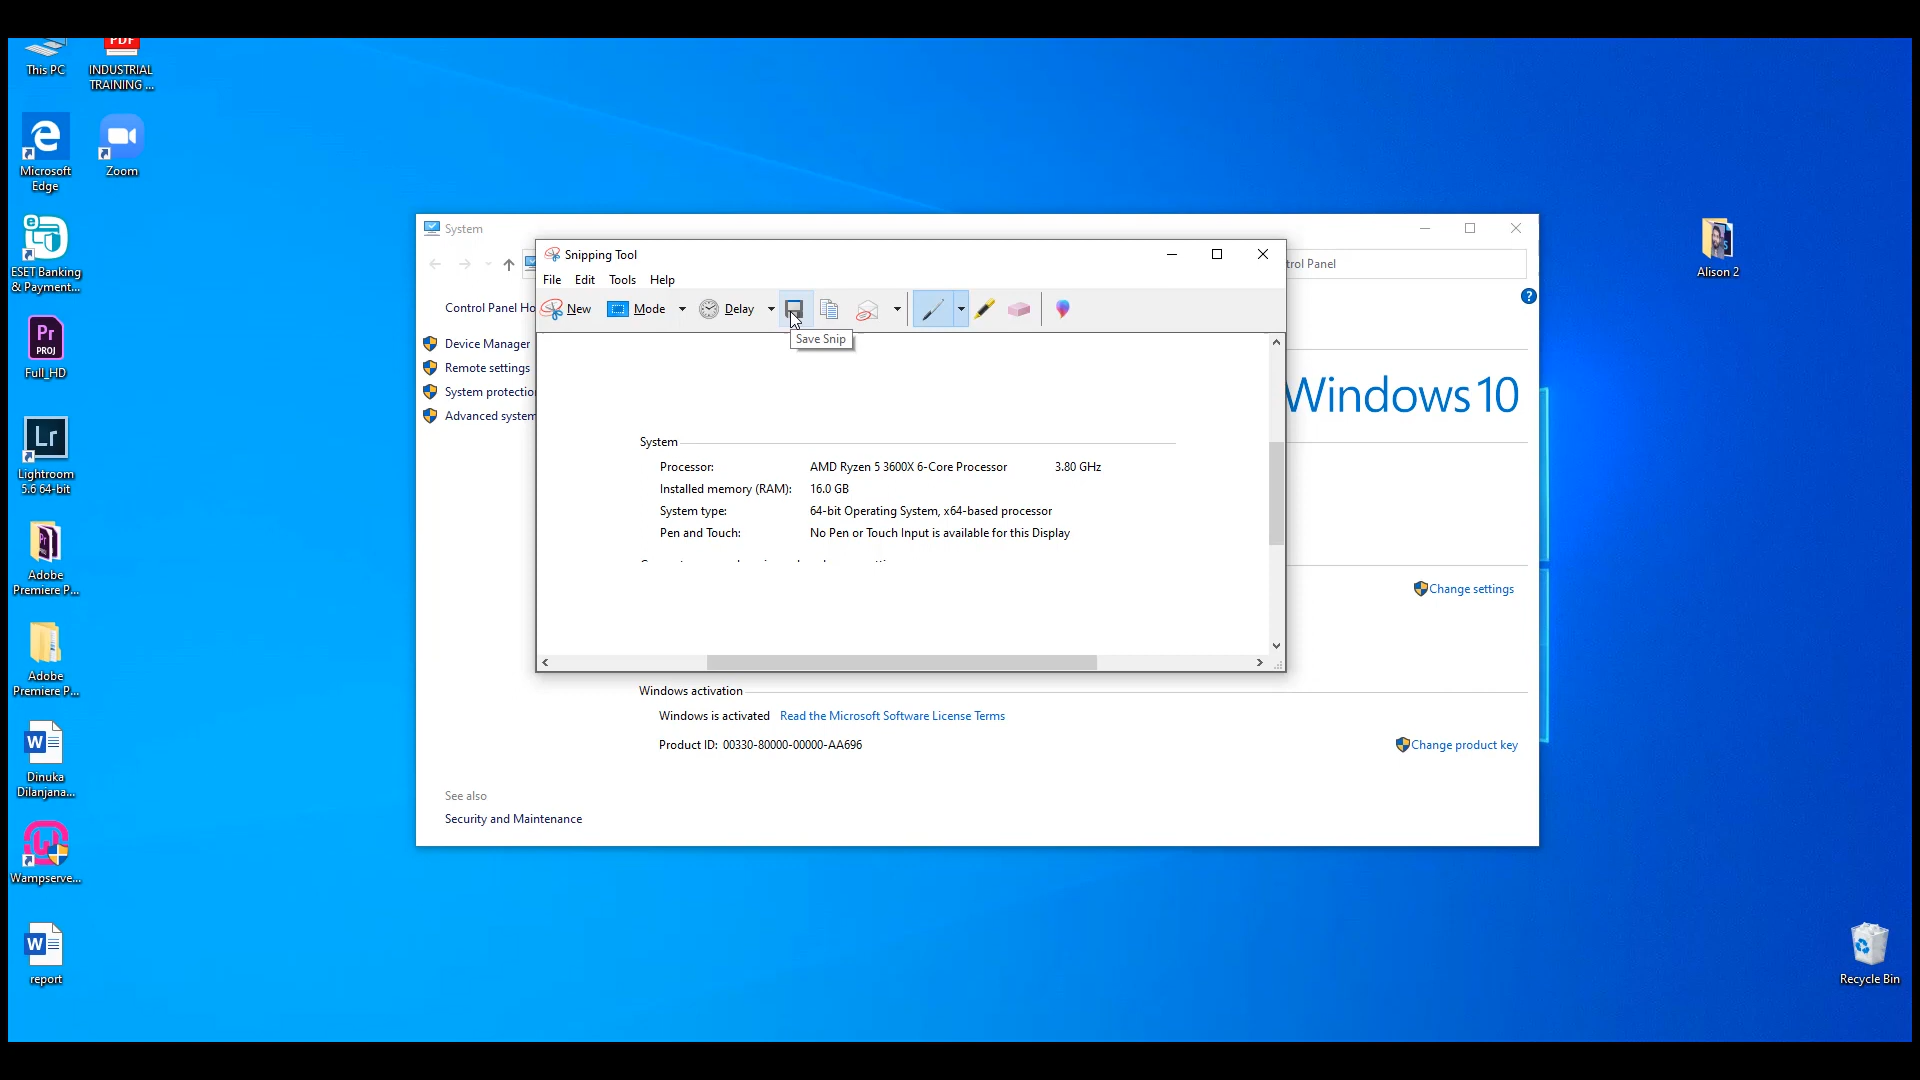 This PC
PDF
INDUSTRIAL
TRAINING ...
Microsoft
Edge
Zoom
ESET Banking
& Payment...
Pr
PROJ
Full_HD
Lr
Lightroom
5.6 64-bit
Adobe
Premiere P...
Adobe
Premiere P...
W
Dinuka
Dilanjana...
Wampserve...
W
report
Alison 2
Recycle Bin
System
trol Panel
Control Panel Ho
Device Manager
Remote settings
System protectio
Advanced system
Snipping Tool
File Edit Tools Help
New Mode Delay
Save Snip
System
Processor: AMD Ryzen 5 3600X 6-Core Processor 3.80 GHz
Installed memory (RAM): 16.0 GB
System type: 64-bit Operating System, x64-based processor
Pen and Touch: No Pen or Touch Input is available for this Display
Windows 10
Change settings
Windows activation
Windows is activated Read the Microsoft Software License Terms
Product ID: 00330-80000-00000-AA696
Change product key
See also
Security and Maintenance